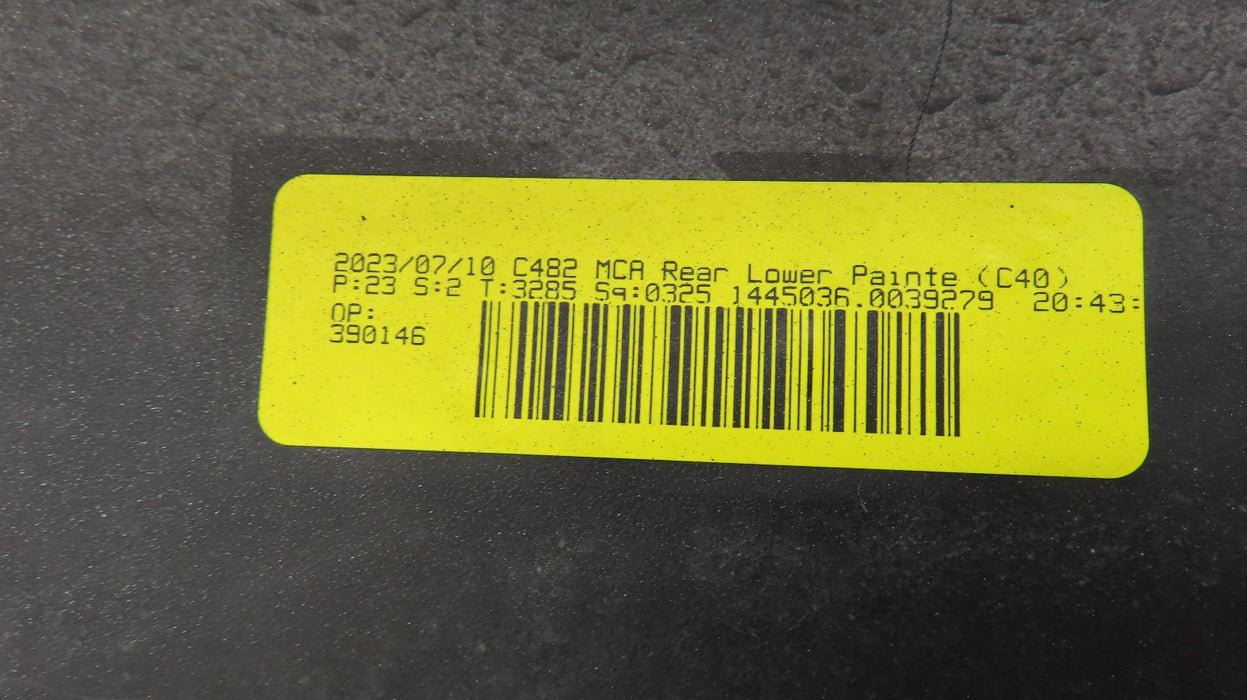 2023/07/10 C482 MCA Rear Lower Painte (C40)
P:23 S:2 T:3285 Sq:0325 1445036.0039279 20:43:
OP:
390146